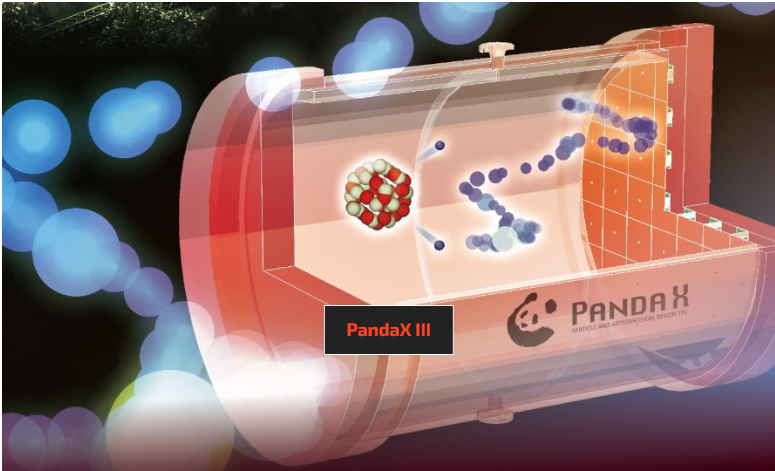 PandaX III
PANDA X
PARTICLE AND ASTROPHYSICAL XENON TPC